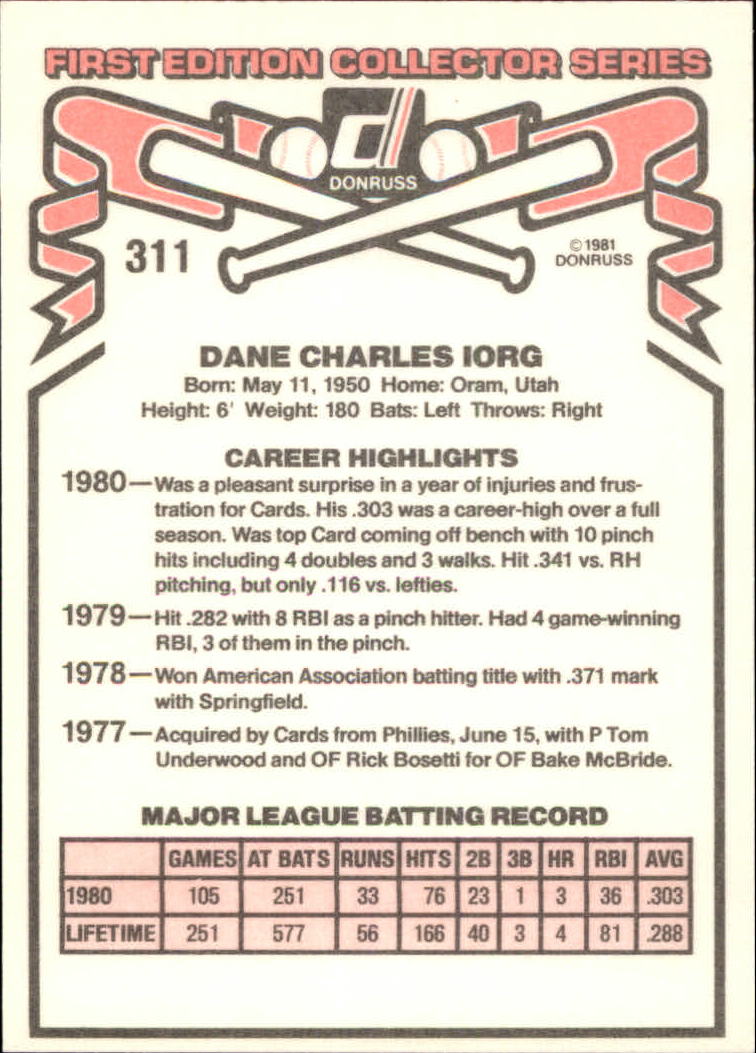 FIRST EDITION COLLECTOR SERIES
d
DONRUSS
311
©1981
DONRUSS
DANE CHARLES IORG
Born: May 11, 1950 Home: Oram, Utah
Height: 6' Weight: 180 Bats: Left Throws: Right
CAREER HIGHLIGHTS
1980—Was a pleasant surprise in a year of injuries and frus-
tration for Cards. His .303 was a career-high over a full
season. Was top Card coming off bench with 10 pinch
hits including 4 doubles and 3 walks. Hit .341 vs. RH
pitching, but only .116 vs. lefties.
1979—Hit .282 with 8 RBI as a pinch hitter. Had 4 game-winning
RBI, 3 of them in the pinch.
1978—Won American Association batting title with .371 mark
with Springfield.
1977—Acquired by Cards from Phillies, June 15, with P Tom
Underwood and OF Rick Bosetti for OF Bake McBride.
MAJOR LEAGUE BATTING RECORD
GAMES AT BATS RUNS HITS 2B 3B HR RBI AVG
1980 105 251 33 76 23 1 3 36 .303
LIFETIME 251 577 56 166 40 3 4 81 .288